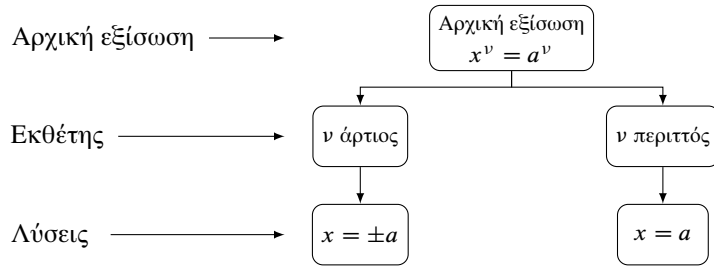 Αρχική εξίσωση
Αρχική εξίσωση
x^ν = a^ν
Εκθέτης
ν άρτιος
ν περιττός
Λύσεις
x = ±a
x = a